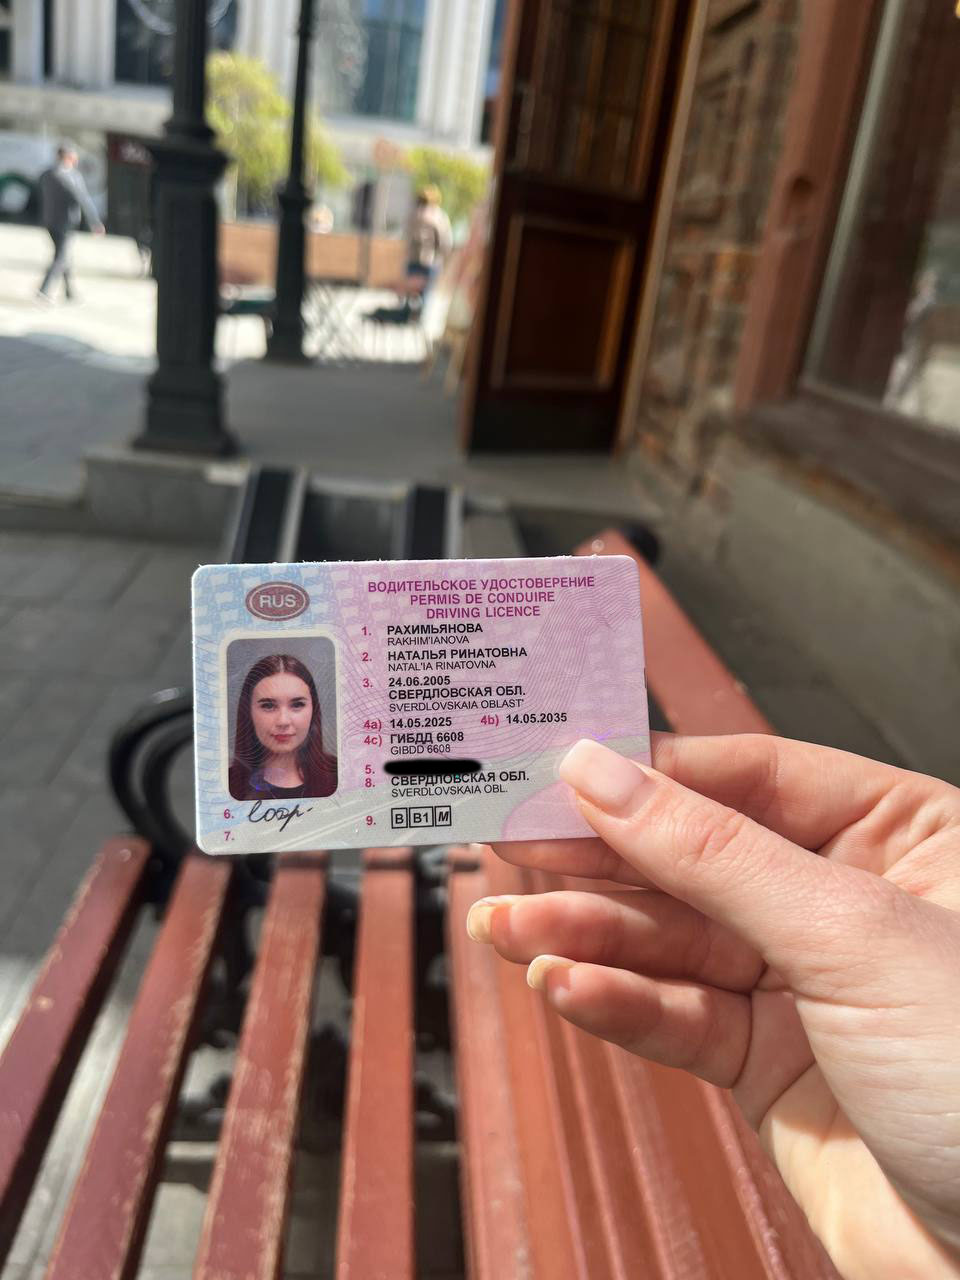 RUS
ВОДИТЕЛЬСКОЕ УДОСТОВЕРЕНИЕ
PERMIS DE CONDUIRE
DRIVING LICENCE
1. РАХИМЬЯНОВА
RAKHIM'IANOVA
2. НАТАЛЬЯ РИНАТОВНА
NATAL'IA RINATOVNA
3. 24.06.2005
СВЕРДЛОВСКАЯ ОБЛ.
SVERDLOVSKAIA OBLAST'
4a) 14.05.2025 4b) 14.05.2035
4c) ГИБДД 6608
GIBDD 6608
5.
8. СВЕРДЛОВСКАЯ ОБЛ.
SVERDLOVSKAIA OBL.
6.
7.
9. B B1 M